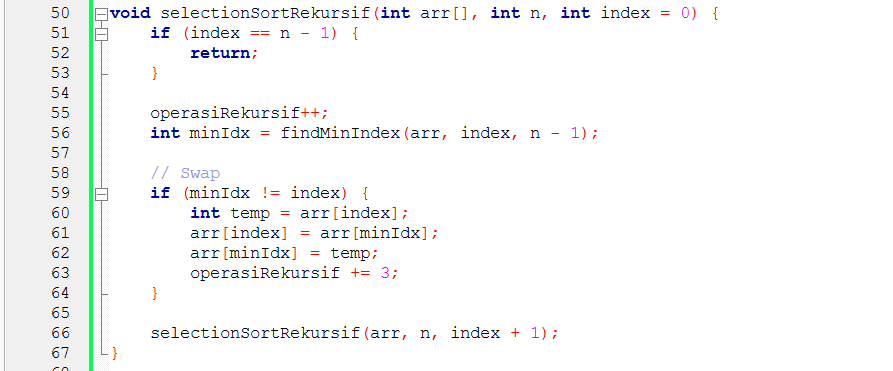 50 void selectionSortRekursif(int arr[], int n, int index = 0) {
51     if (index == n - 1) {
52         return;
53     }
54
55     operasiRekursif++;
56     int minIdx = findMinIndex(arr, index, n - 1);
57
58     // Swap
59     if (minIdx != index) {
60         int temp = arr[index];
61         arr[index] = arr[minIdx];
62         arr[minIdx] = temp;
63         operasiRekursif += 3;
64     }
65
66     selectionSortRekursif(arr, n, index + 1);
67 }